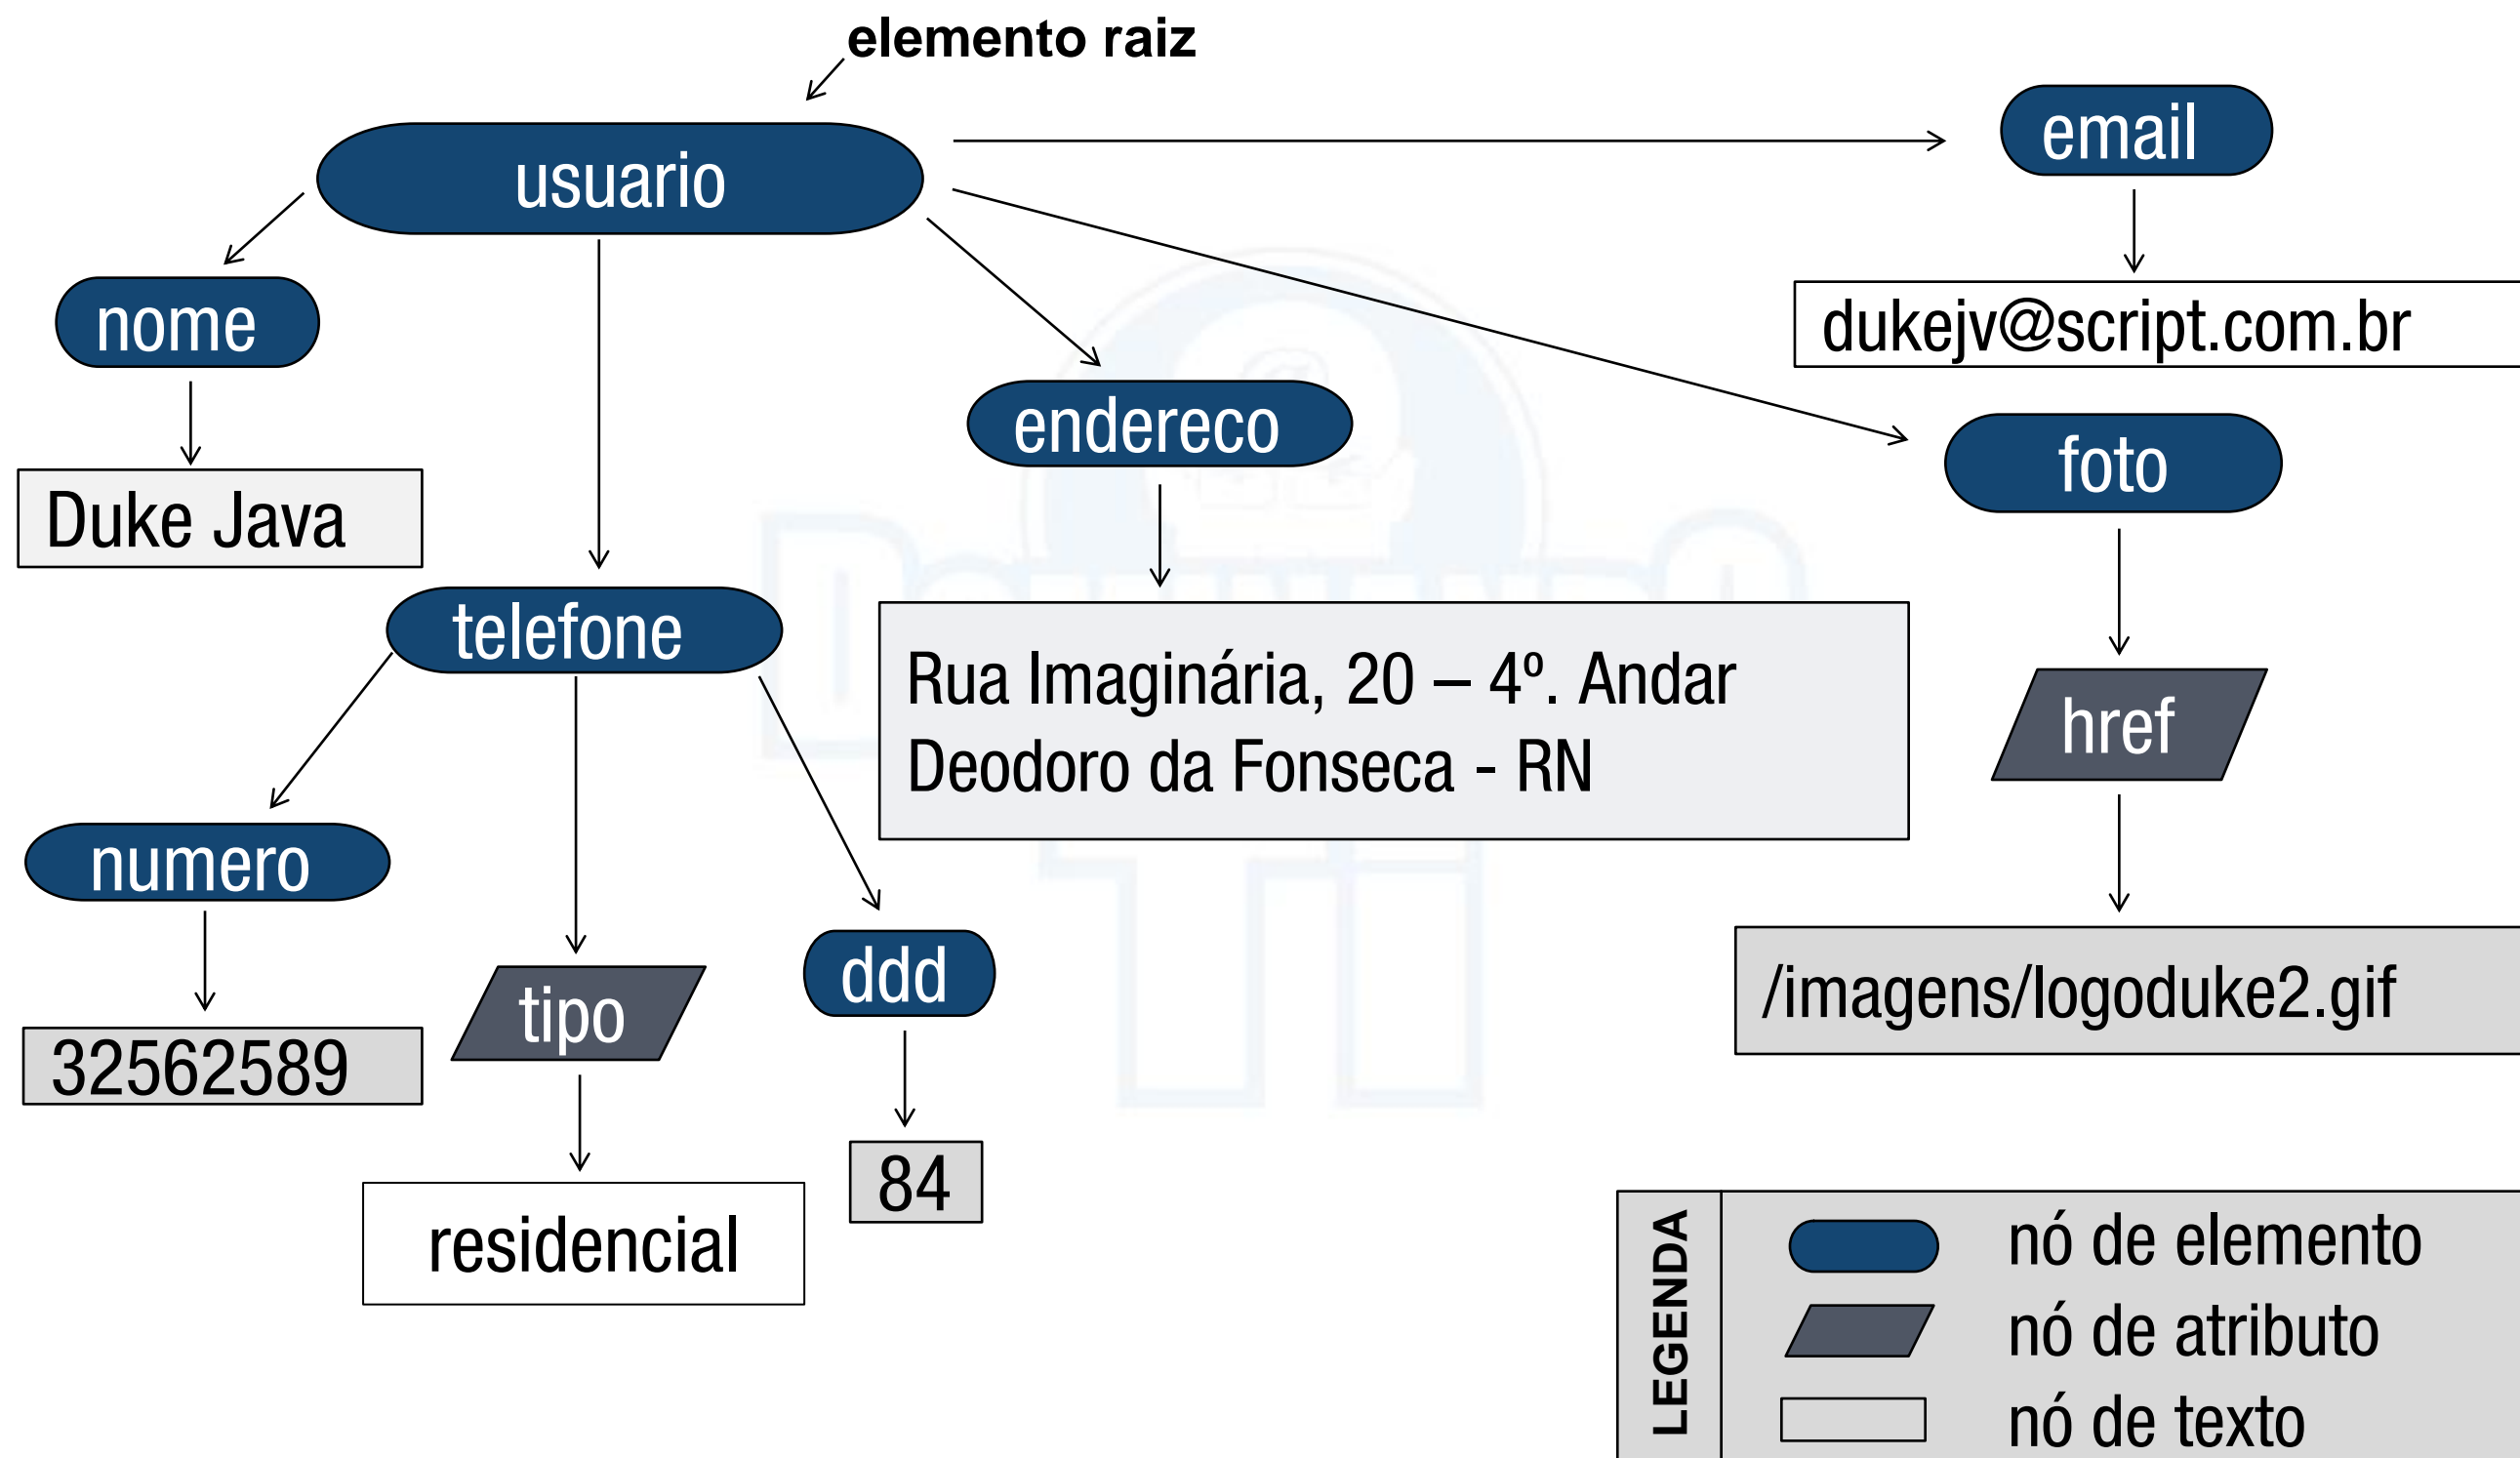 elemento raiz
usuario
email
nome
dukejv@script.com.br
endereco
foto
Duke Java
telefone
Rua Imaginária, 20 – 4º. Andar
Deodoro da Fonseca - RN
href
numero
ddd
/imagens/logoduke2.gif
tipo
32562589
84
residencial
LEGENDA
nó de elemento
nó de atributo
nó de texto